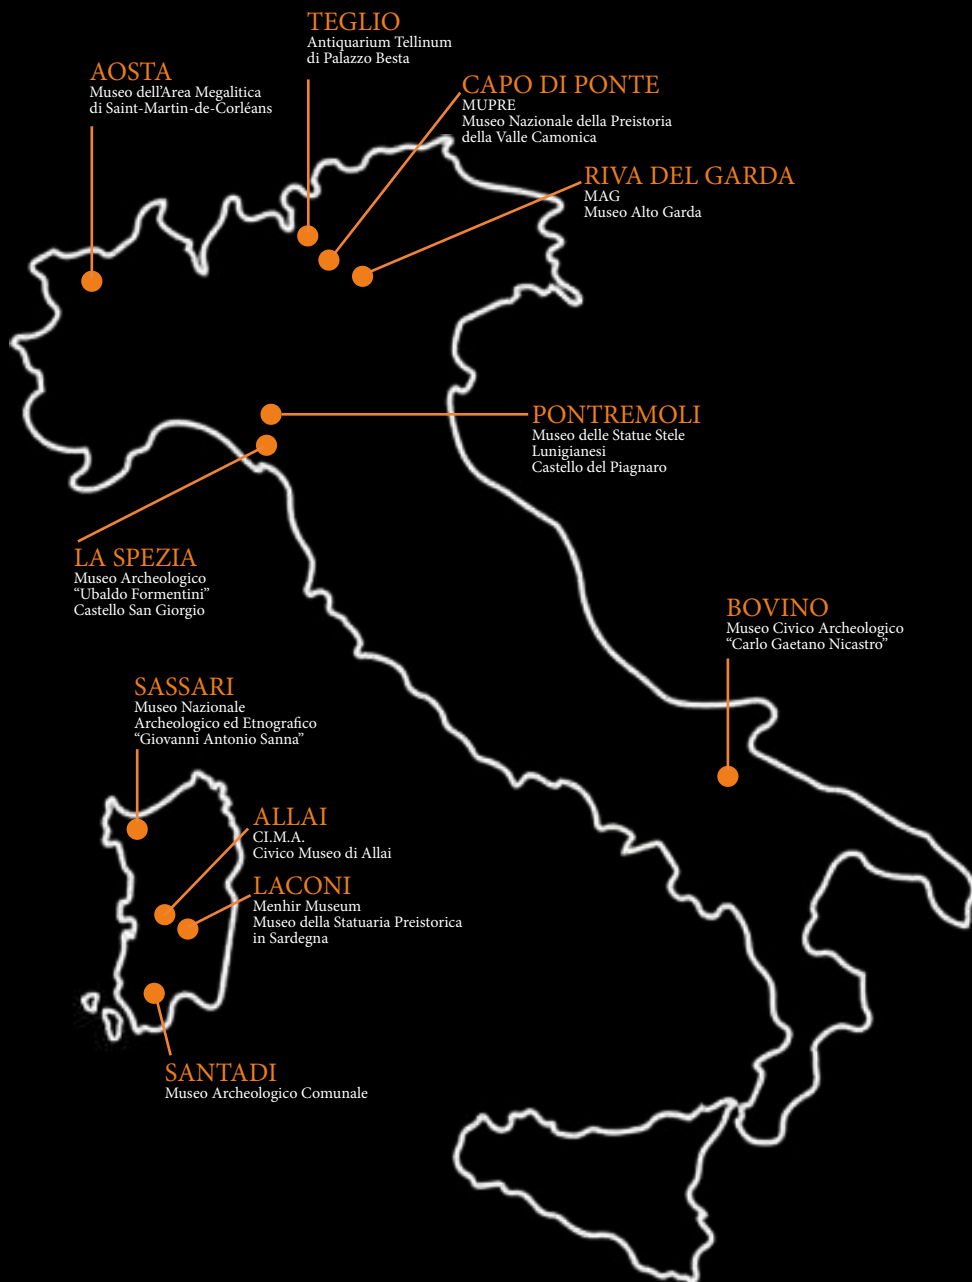 TEGLIO
Antiquarium Tellinum
di Palazzo Besta
AOSTA
Museo dell'Area Megalitica
di Saint-Martin-de-Corléans
CAPO DI PONTE
MUPRE
Museo Nazionale della Preistoria
della Valle Camonica
RIVA DEL GARDA
MAG
Museo Alto Garda
PONTREMOLI
Museo delle Statue Stele
Lunigianesi
Castello del Piagnaro
LA SPEZIA
Museo Archeologico
“Ubaldo Formentini”
Castello San Giorgio
BOVINO
Museo Civico Archeologico
“Carlo Gaetano Nicastro”
SASSARI
Museo Nazionale
Archeologico ed Etnografico
“Giovanni Antonio Sanna”
ALLAI
CI.M.A.
Civico Museo di Allai
LACONI
Menhir Museum
Museo della Statuaria Preistorica
in Sardegna
SANTADI
Museo Archeologico Comunale